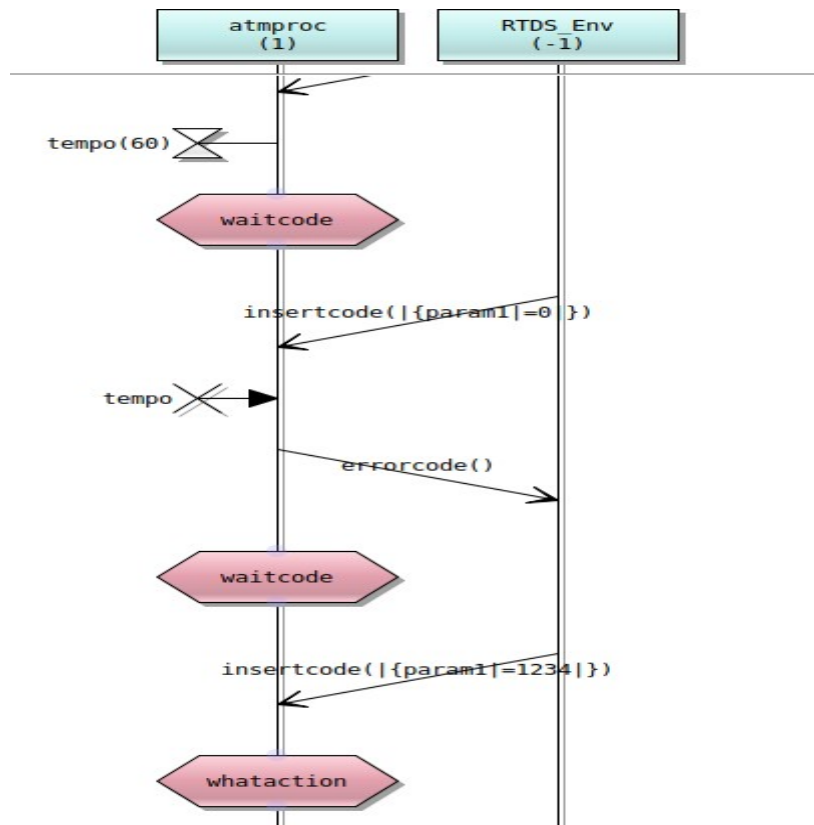 atmproc
(1)
RTDS_Env
(-1)
tempo(60)
waitcode
insertcode(|{param1|=0|})
tempo
errorcode()
waitcode
insertcode(|{param1|=1234|})
whataction